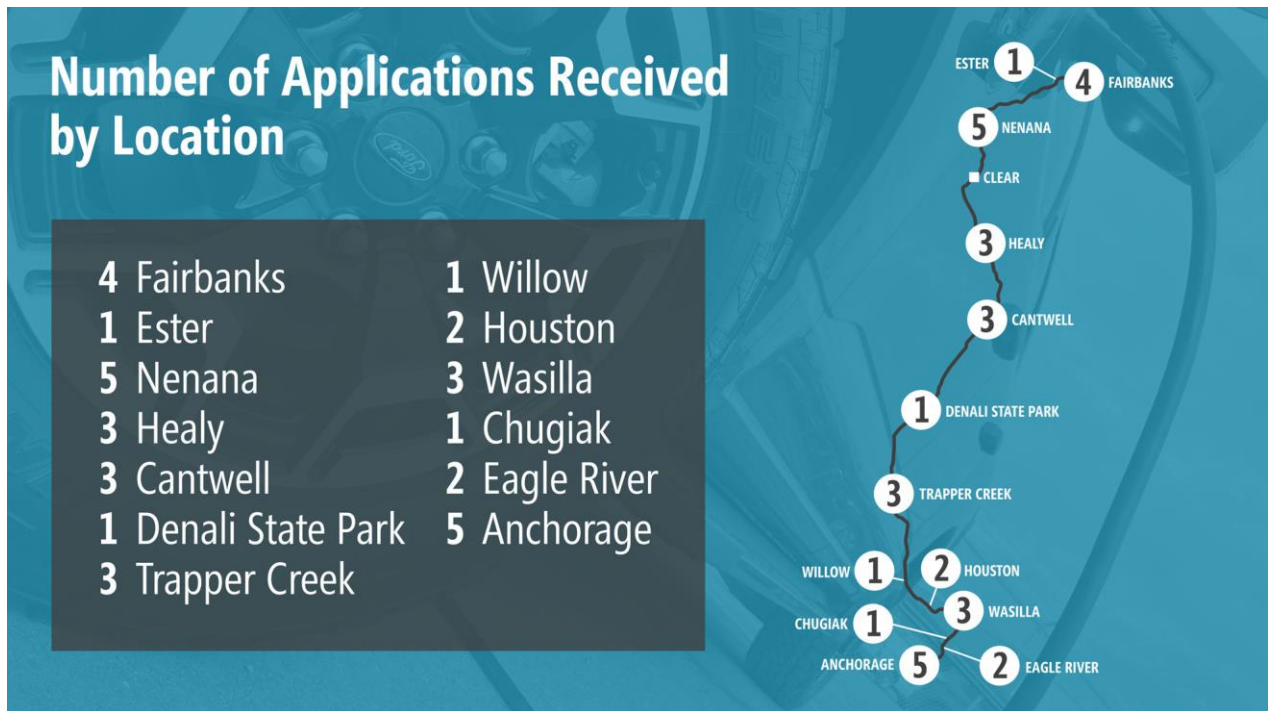 Number of Applications Received
by Location
4 Fairbanks
1 Ester
5 Nenana
3 Healy
3 Cantwell
1 Denali State Park
3 Trapper Creek
1 Willow
2 Houston
3 Wasilla
1 Chugiak
2 Eagle River
5 Anchorage
ESTER 1
4 FAIRBANKS
5 NENANA
CLEAR
3 HEALY
3 CANTWELL
1 DENALI STATE PARK
3 TRAPPER CREEK
WILLOW 1
2 HOUSTON
3 WASILLA
CHUGIAK 1
ANCHORAGE 5
2 EAGLE RIVER
Ford